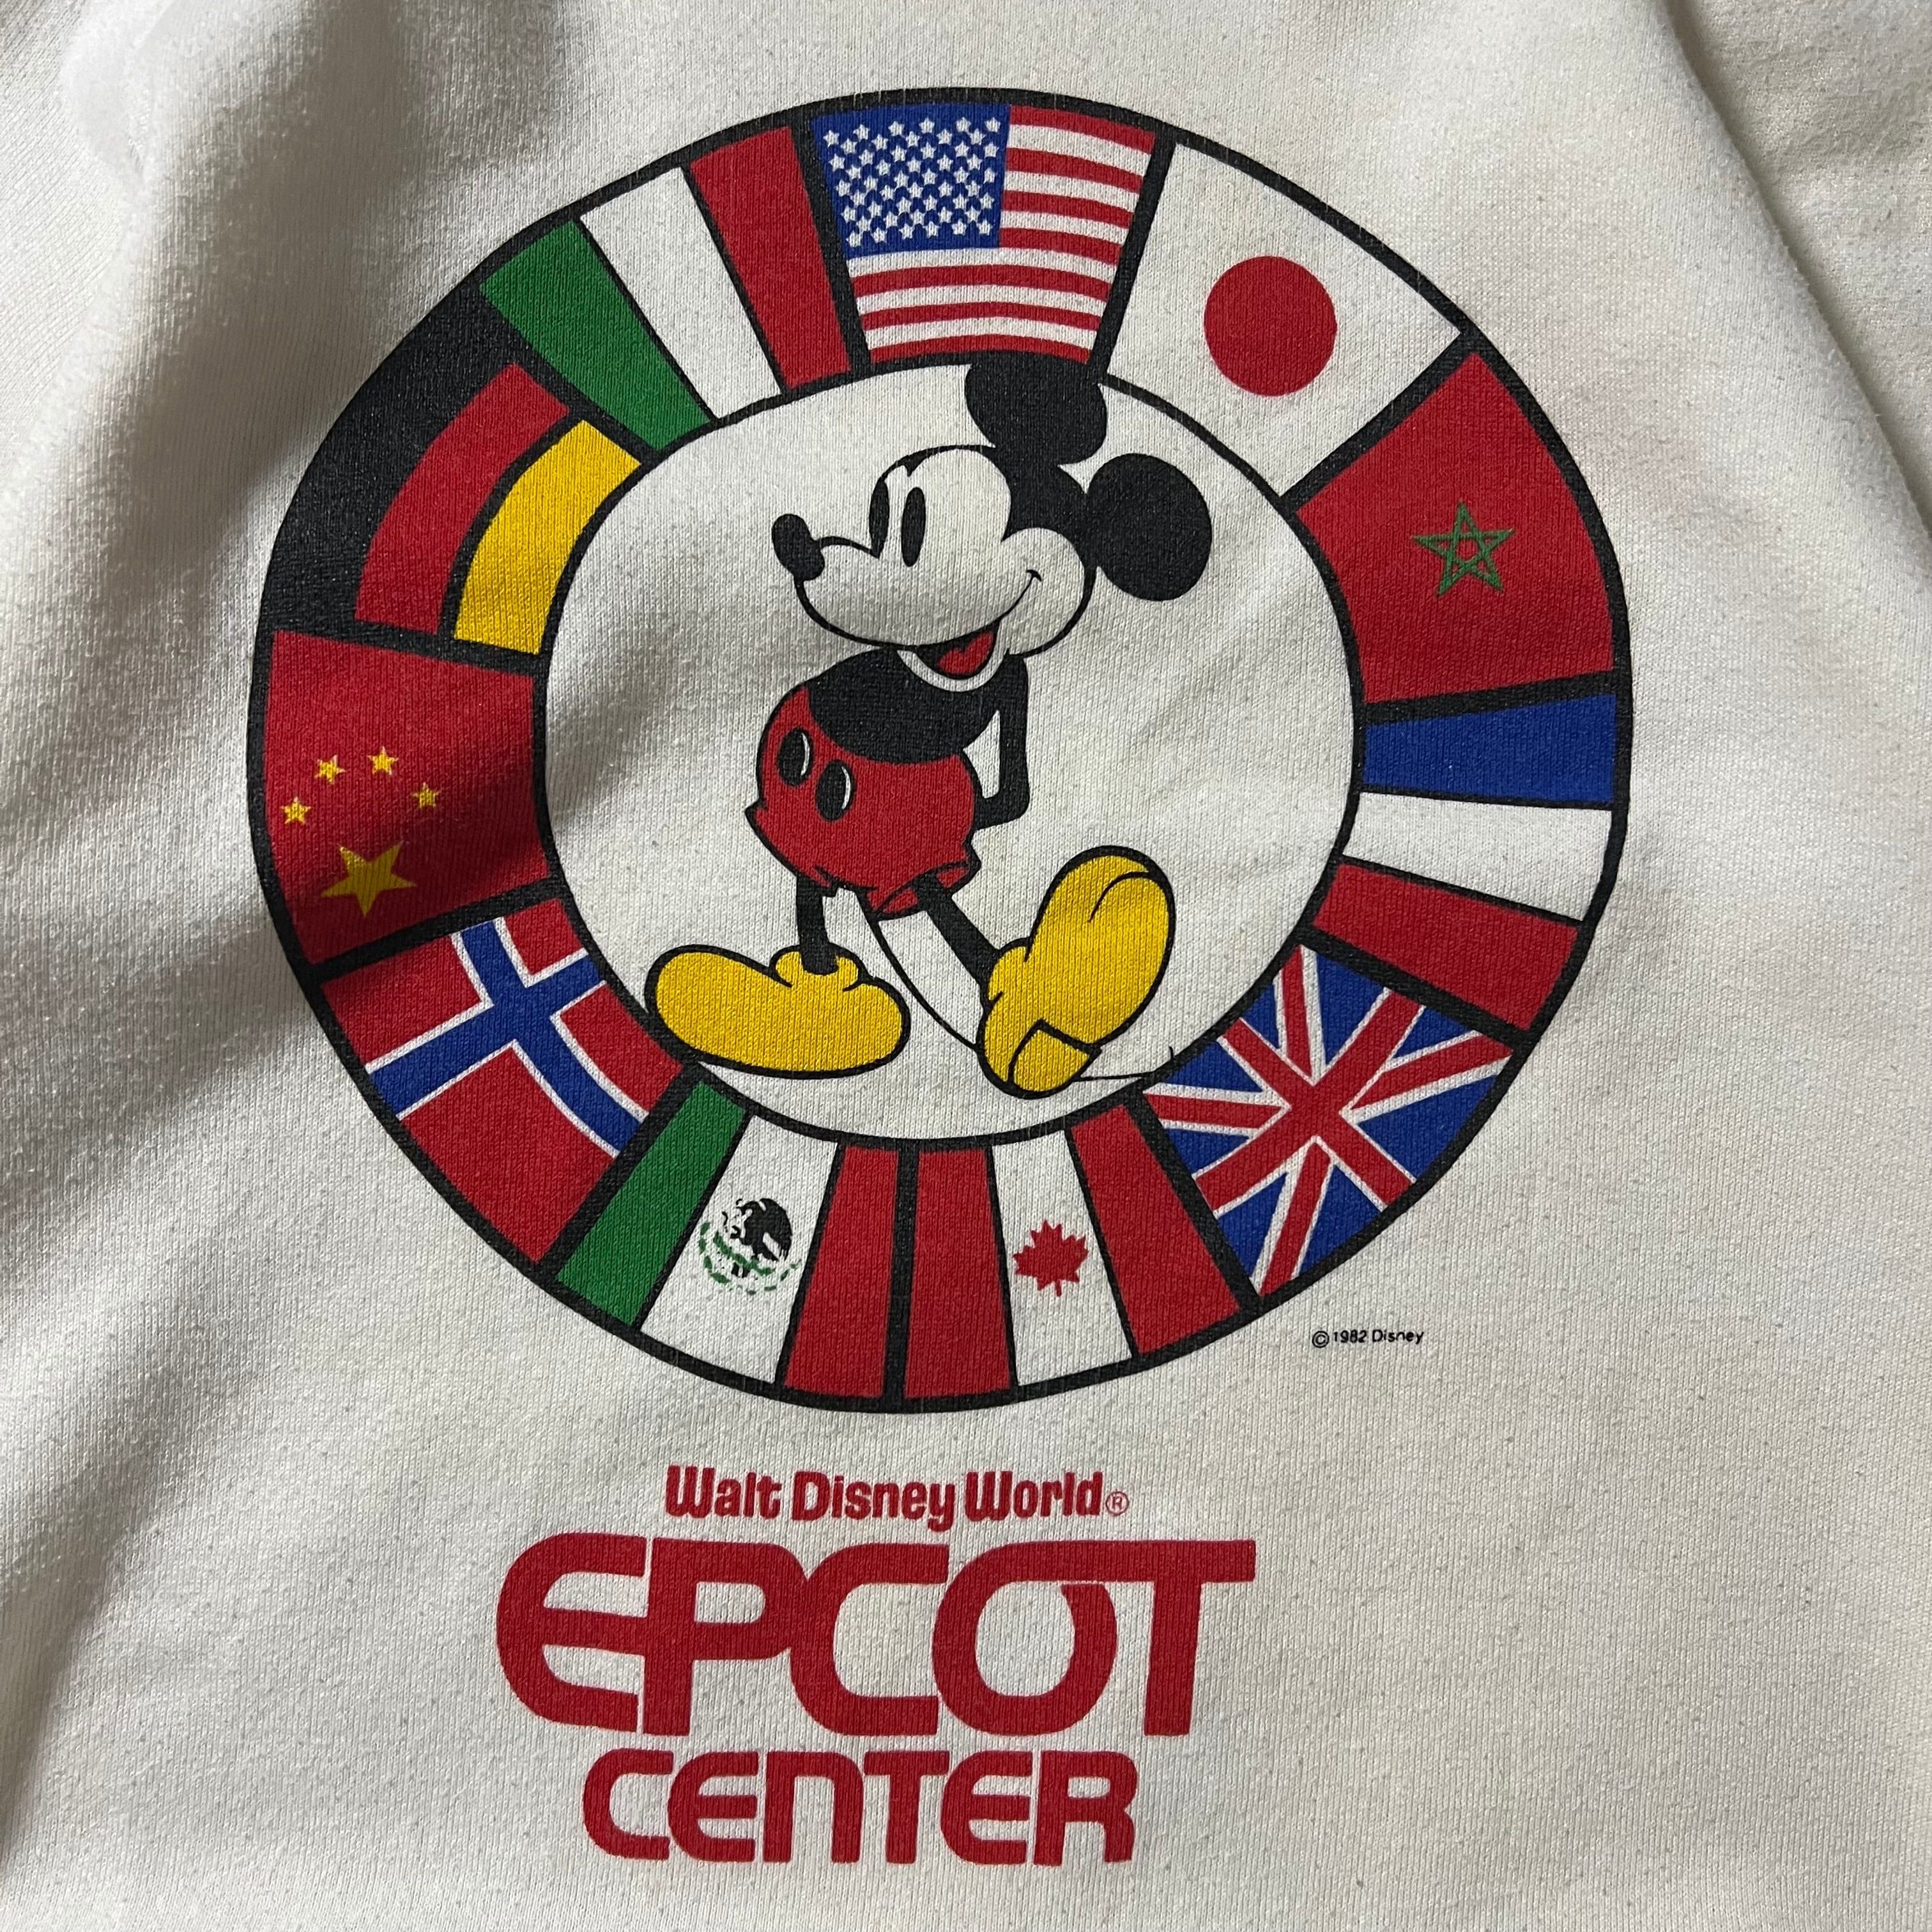 ©1982 Disney
Walt Disney World®
EPCOT
CENTER